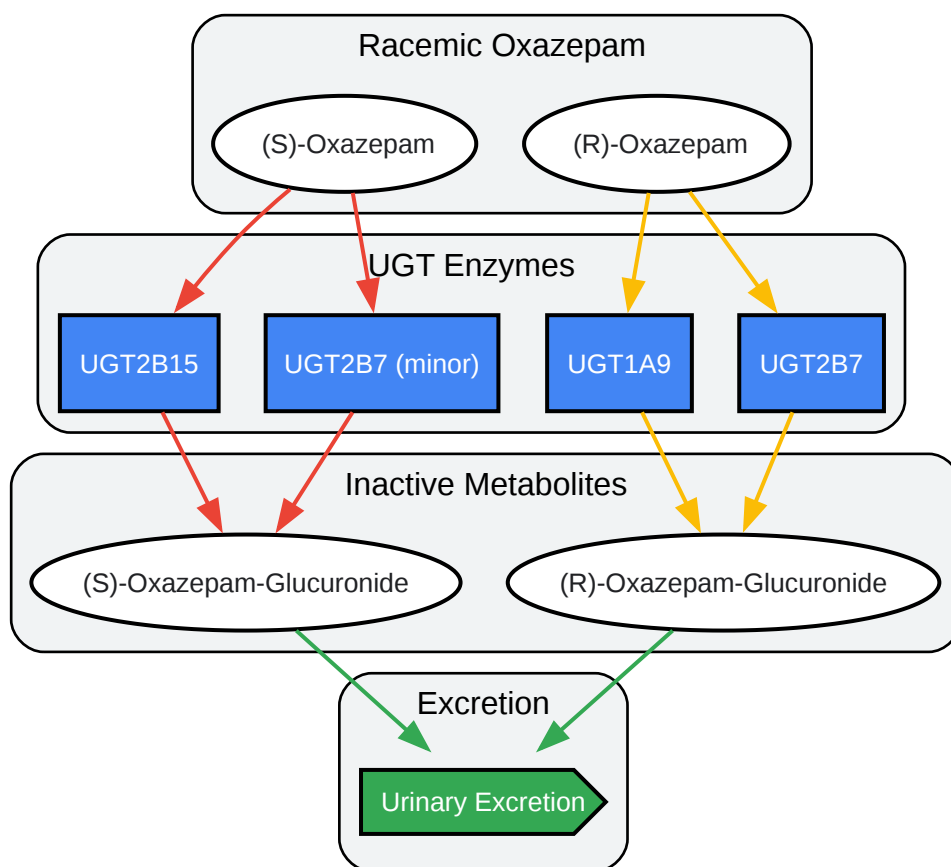 Racemic Oxazepam
(S)-Oxazepam
(R)-Oxazepam
UGT Enzymes
UGT2B15
UGT2B7 (minor)
UGT1A9
UGT2B7
Inactive Metabolites
(S)-Oxazepam-Glucuronide
(R)-Oxazepam-Glucuronide
Excretion
Urinary Excretion